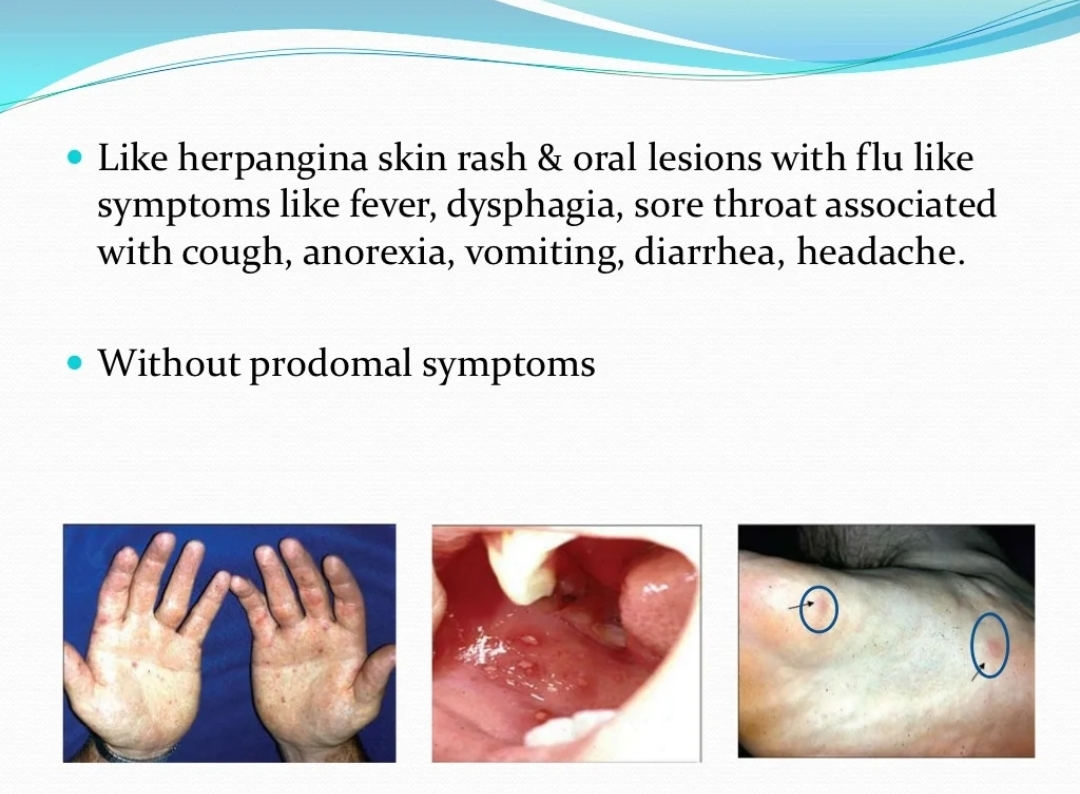 Like herpangina skin rash & oral lesions with flu like
symptoms like fever, dysphagia, sore throat associated
with cough, anorexia, vomiting, diarrhea, headache.
Without prodomal symptoms